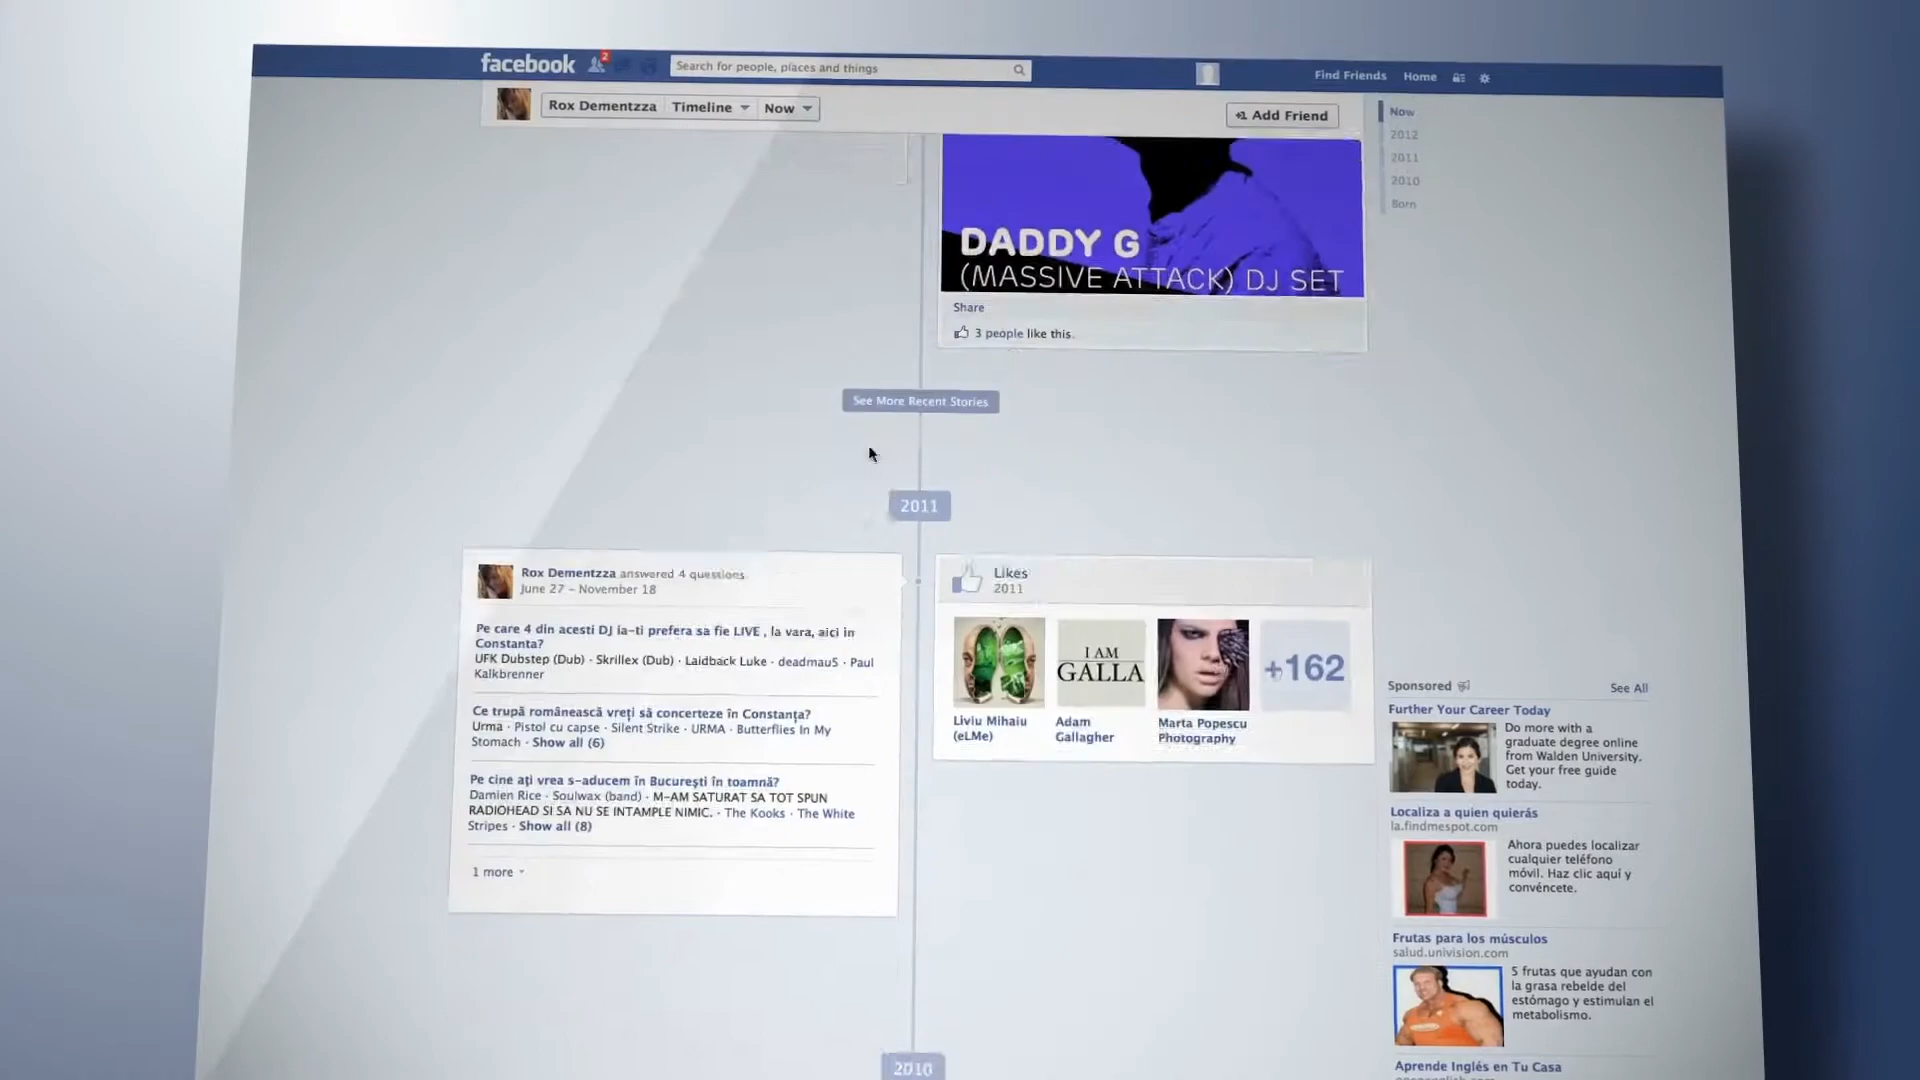 facebook
2
Search for people, places and things
Find Friends
Home
Rox Dementzza
Timeline
Now
+1 Add Friend
Now
2012
2011
2010
Born
DADDY G
(MASSIVE ATTACK) DJ SET
Share
3 people like this.
See More Recent Stories
2011
Rox Dementzza answered 4 questions.
June 27 – November 18
Pe care 4 din acesti DJ ia-ti prefera sa fie LIVE , la vara, aici in
Constanta?
UFK Dubstep (Dub) · Skrillex (Dub) · Laidback Luke · deadmau5 · Paul
Kalkbrenner
Ce trupă românească vreți să concerteze în Constanța?
Urma · Pistol cu capse · Silent Strike · URMA · Butterflies In My
Stomach · Show all (6)
Pe cine ați vrea s-aducem în București în toamnă?
Damien Rice · Soulwax (band) · M-AM SATURAT SA TOT SPUN
RADIOHEAD SI SA NU SE INTAMPLE NIMIC. · The Kooks · The White
Stripes · Show all (8)
1 more
Likes
2011
I AM
GALLA
+162
Liviu Mihaiu
(eLMe)
Adam
Gallagher
Marta Popescu
Photography
Sponsored
See All
Further Your Career Today
Do more with a
graduate degree online
from Walden University.
Get your free guide
today.
Localiza a quien quierás
la.findmespot.com
Ahora puedes localizar
cualquier teléfono
móvil. Haz clic aquí y
convéncete.
Frutas para los músculos
salud.univision.com
5 frutas que ayudan con
la grasa rebelde del
estómago y estimulan el
metabolismo.
Aprende Inglés en Tu Casa
2010